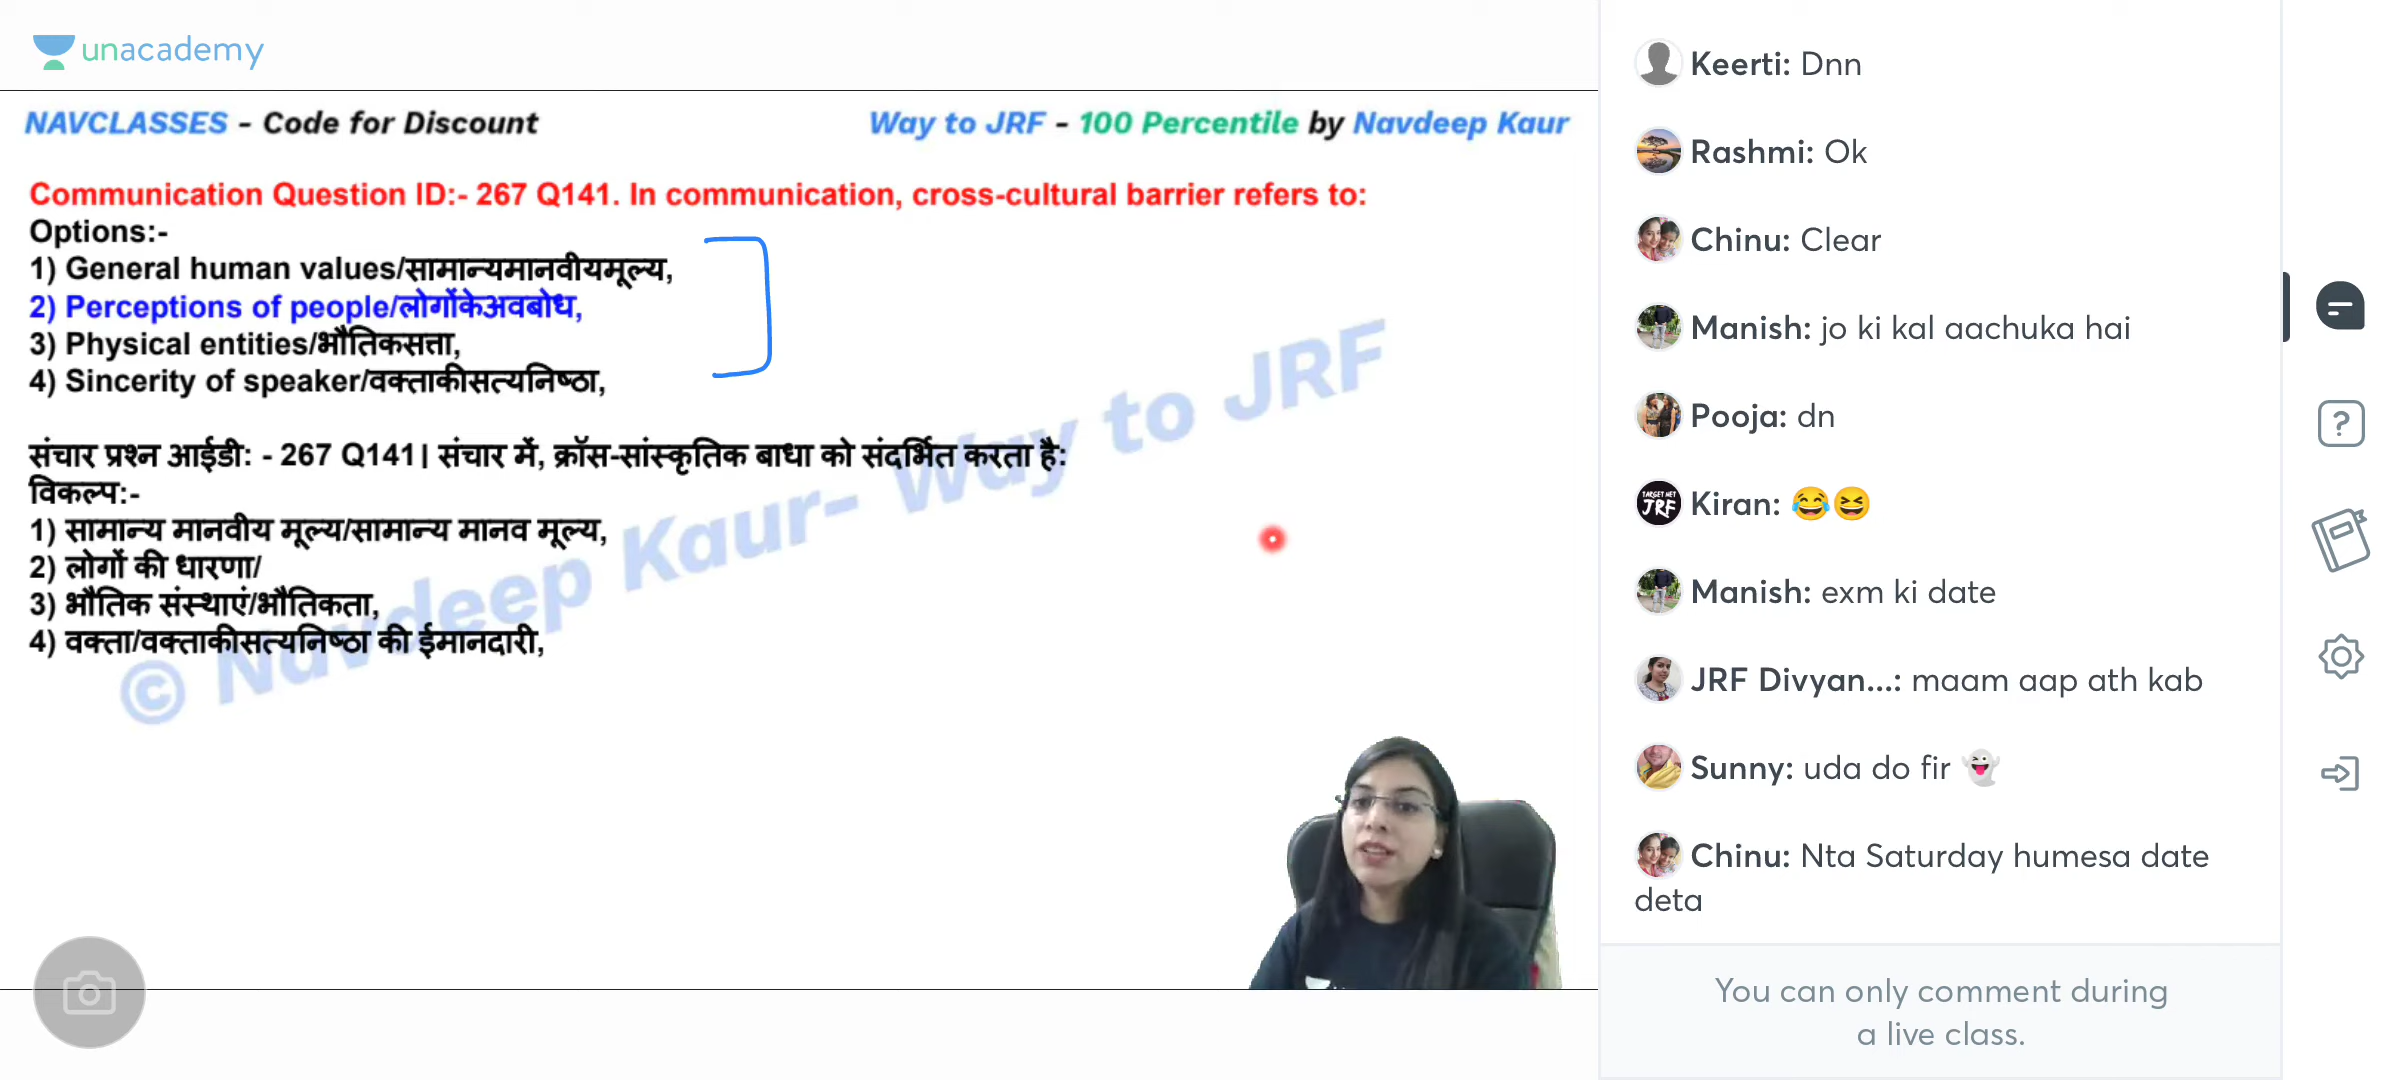 unacademy
NAVCLASSES - Code for Discount
Way to JRF - 100 Percentile by Navdeep Kaur
Communication Question ID:- 267 Q141. In communication, cross-cultural barrier refers to:
Options:-
1) General human values/सामान्यमानवीयमूल्य,
2) Perceptions of people/लोगोंकेअवबोध,
3) Physical entities/भौतिकसत्ता,
4) Sincerity of speaker/वक्ताकीसत्यनिष्ठा,
संचार प्रश्न आईडी: - 267 Q141। संचार में, क्रॉस-सांस्कृतिक बाधा को संदर्भित करता है:
विकल्प:-
1) सामान्य मानवीय मूल्य/सामान्य मानव मूल्य,
2) लोगों की धारणा/
3) भौतिक संस्थाएं/भौतिकता,
4) वक्ता/वक्ताकीसत्यनिष्ठा की ईमानदारी,
© Navdeep Kaur- Way to JRF
Keerti: Dnn
Rashmi: Ok
Chinu: Clear
Manish: jo ki kal aachuka hai
Pooja: dn
TARGET NET
JRF
Kiran: 😂😆
Manish: exm ki date
JRF Divyan...: maam aap ath kab
Sunny: uda do fir 👻
Chinu: Nta Saturday humesa date
deta
You can only comment during
a live class.